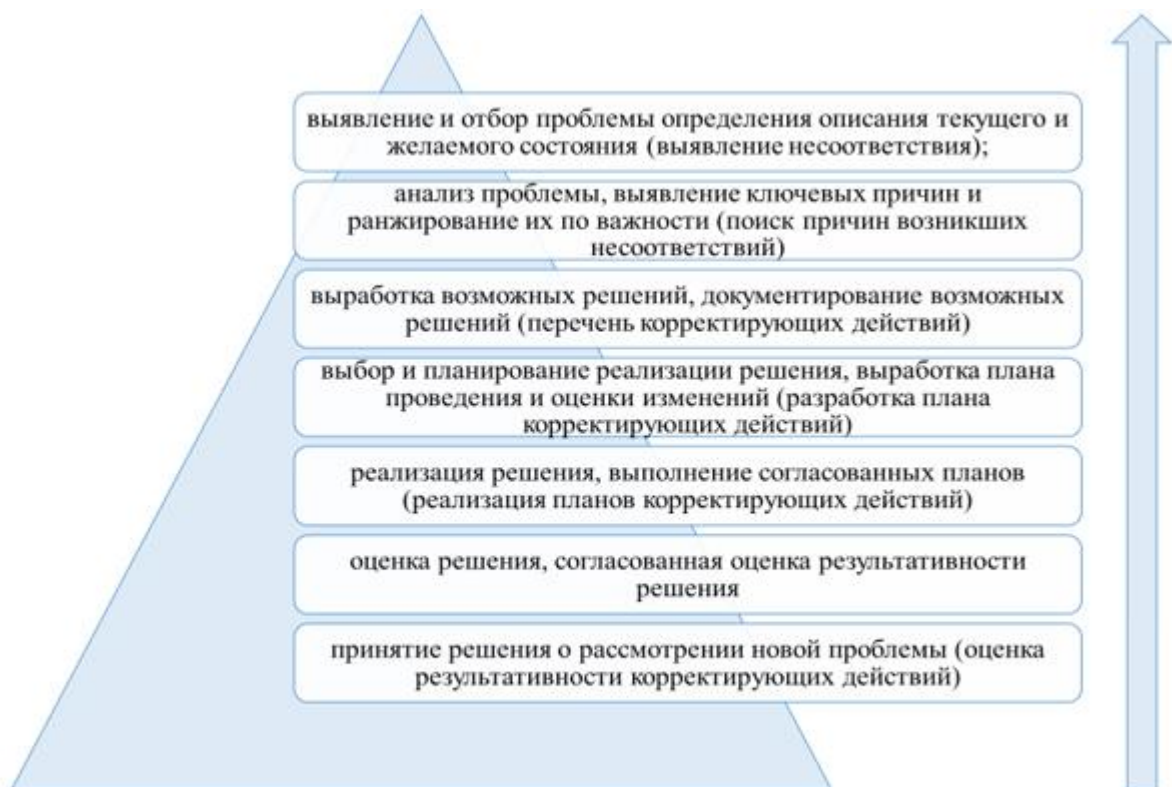 выявление и отбор проблемы определения описания текущего и
желаемого состояния (выявление несоответствия);
анализ проблемы, выявление ключевых причин и
ранжирование их по важности (поиск причин возникших
несоответствий)
выработка возможных решений, документирование возможных
решений (перечень корректирующих действий)
выбор и планирование реализации решения, выработка плана
проведения и оценки изменений (разработка плана
корректирующих действий)
реализация решения, выполнение согласованных планов
(реализация планов корректирующих действий)
оценка решения, согласованная оценка результативности
решения
принятие решения о рассмотрении новой проблемы (оценка
результативности корректирующих действий)